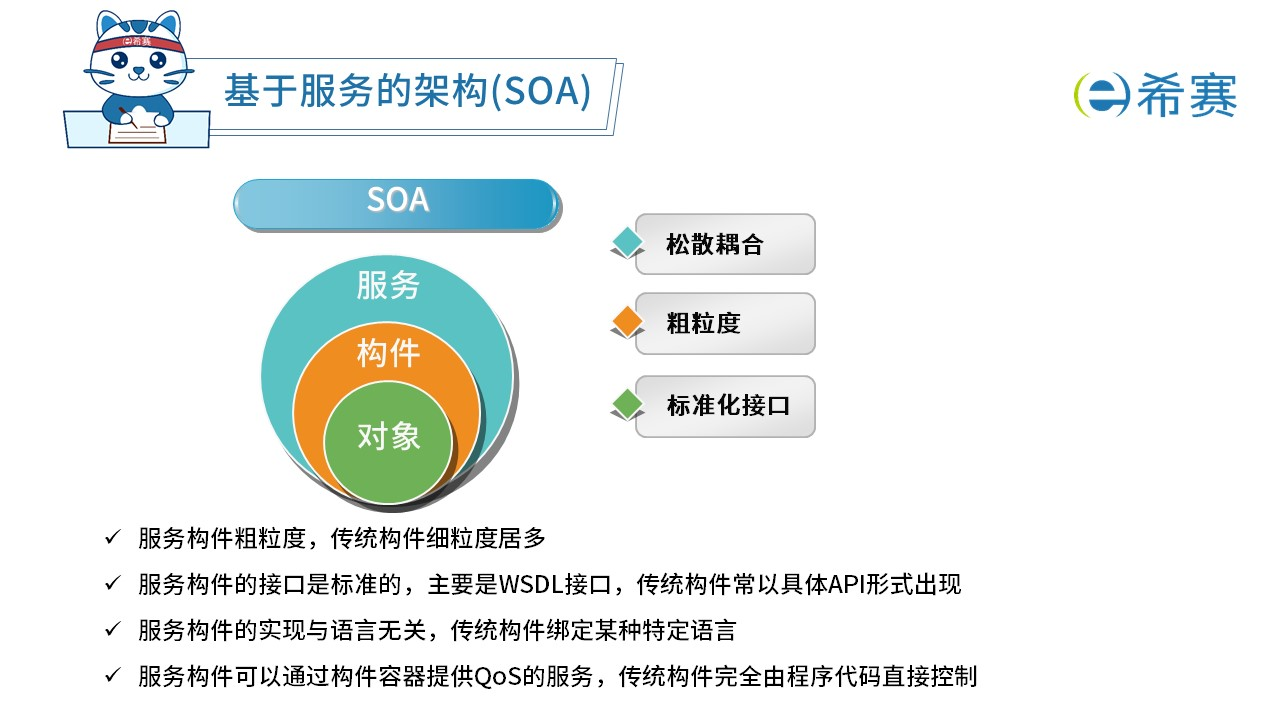 希赛
基于服务的架构(SOA)
希赛
SOA
服务
构件
对象
松散耦合
粗粒度
标准化接口
服务构件粗粒度，传统构件细粒度居多
服务构件的接口是标准的，主要是WSDL接口，传统构件常以具体API形式出现
服务构件的实现与语言无关，传统构件绑定某种特定语言
服务构件可以通过构件容器提供QoS的服务，传统构件完全由程序代码直接控制